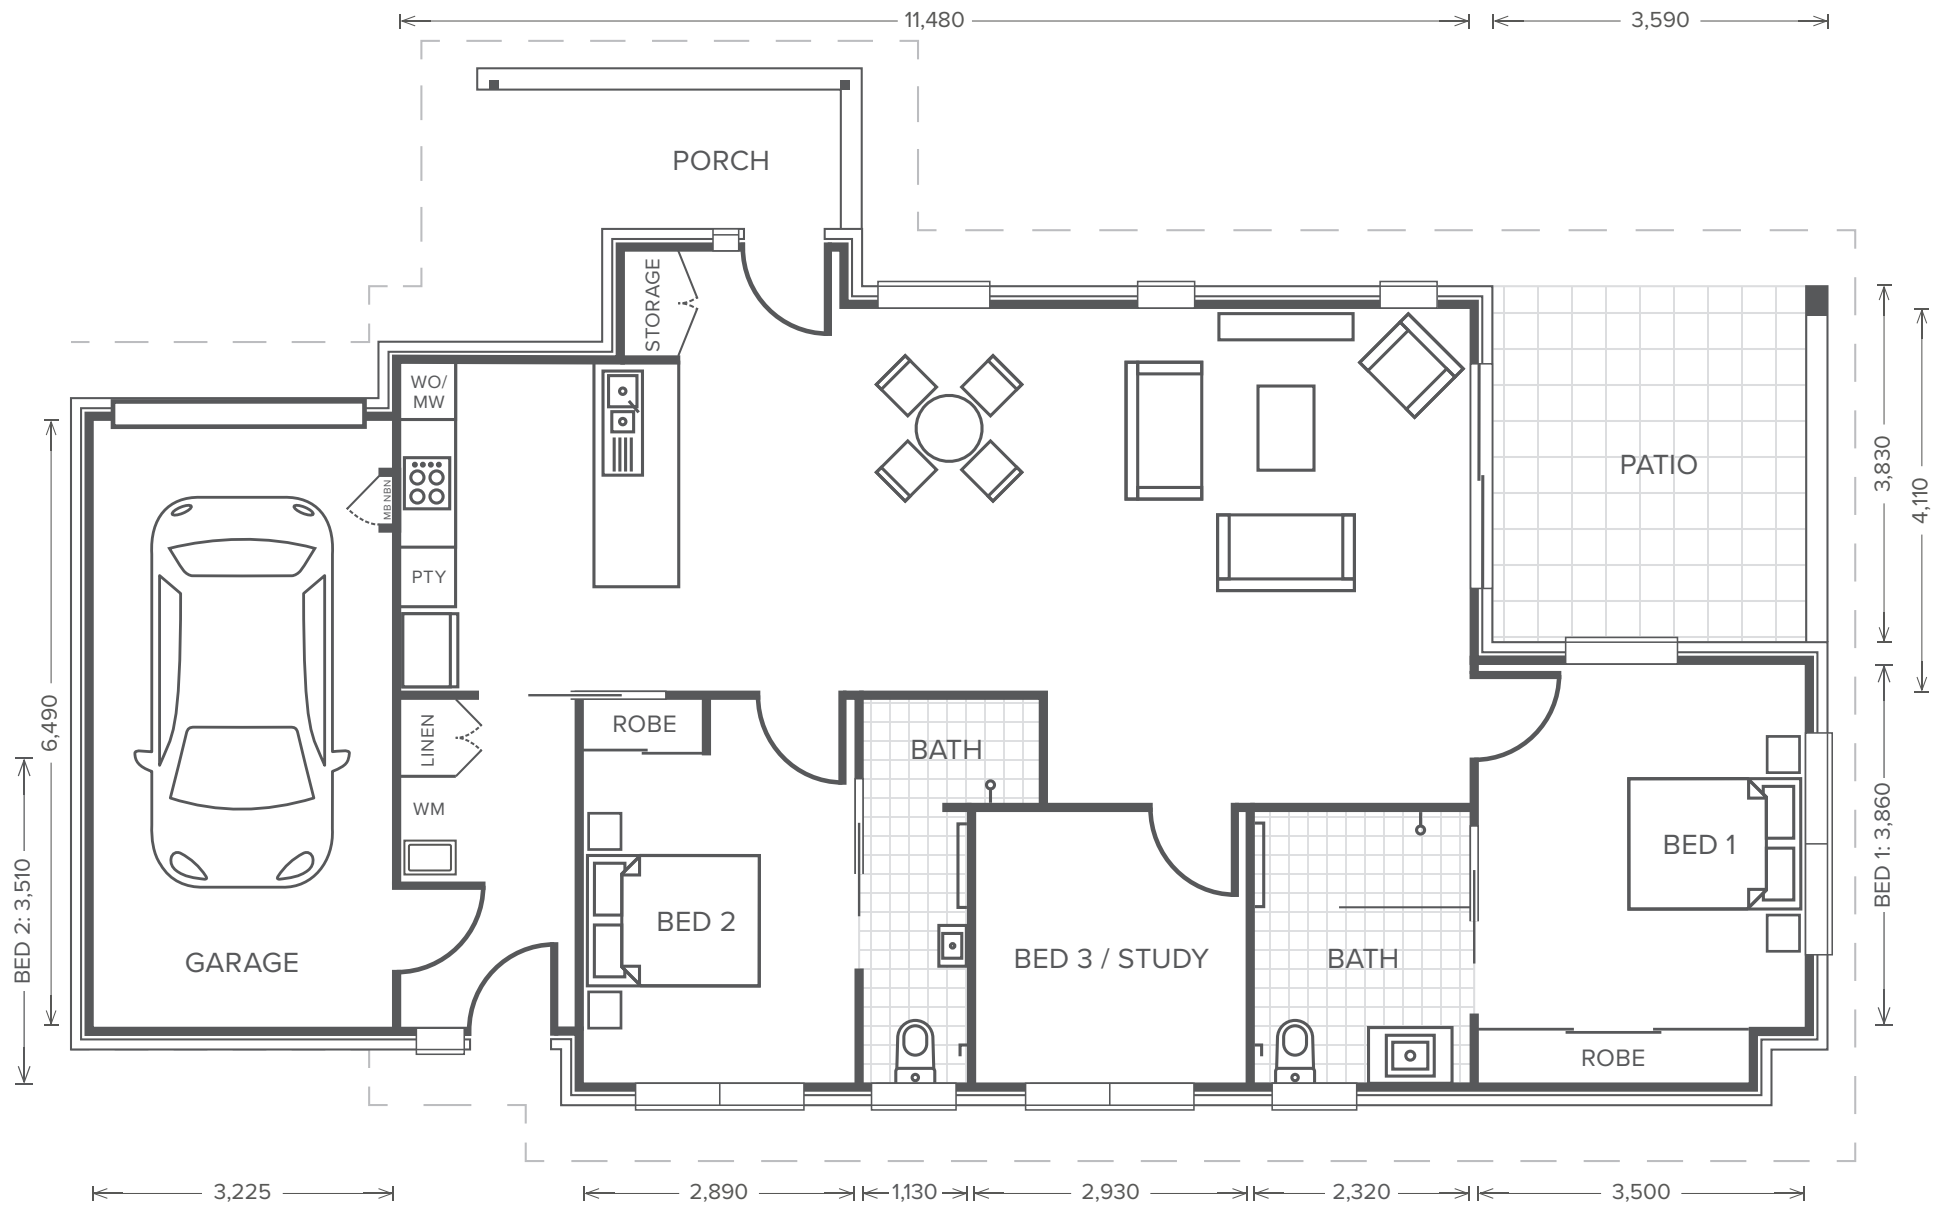 11,480
3,590
PORCH
STORAGE
WO/
MW
MB NBN
PTY
PATIO
3,830
4,110
6,490
LINEN
ROBE
BATH
WM
BED 1
BED 1: 3,860
BED 2: 3,510
BED 2
GARAGE
BED 3 / STUDY
BATH
ROBE
3,225
2,890
1,130
2,930
2,320
3,500